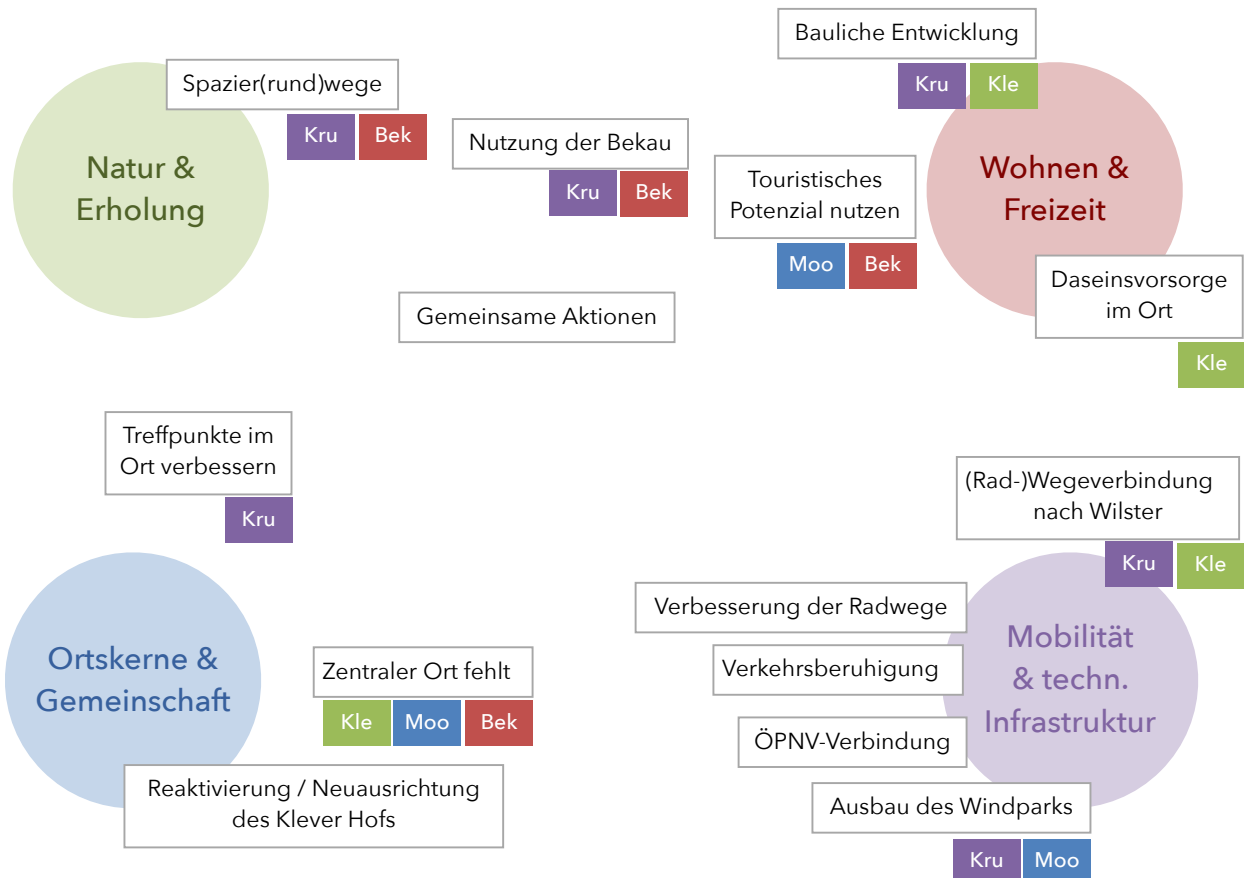 Bauliche Entwicklung
Kru Kle
Spazier(rund)wege
Kru Bek
Natur &
Erholung
Nutzung der Bekau
Kru Bek
Touristisches
Potenzial nutzen
Moo Bek
Wohnen &
Freizeit
Daseinsvorsorge
im Ort
Kle
Gemeinsame Aktionen
Treffpunkte im
Ort verbessern
Kru
(Rad-)Wegeverbindung
nach Wilster
Kru Kle
Ortskerne &
Gemeinschaft
Zentraler Ort fehlt
Kle Moo Bek
Reaktivierung / Neuausrichtung
des Klever Hofs
Verbesserung der Radwege
Verkehrsberuhigung
ÖPNV-Verbindung
Mobilität
& techn.
Infrastruktur
Ausbau des Windparks
Kru Moo